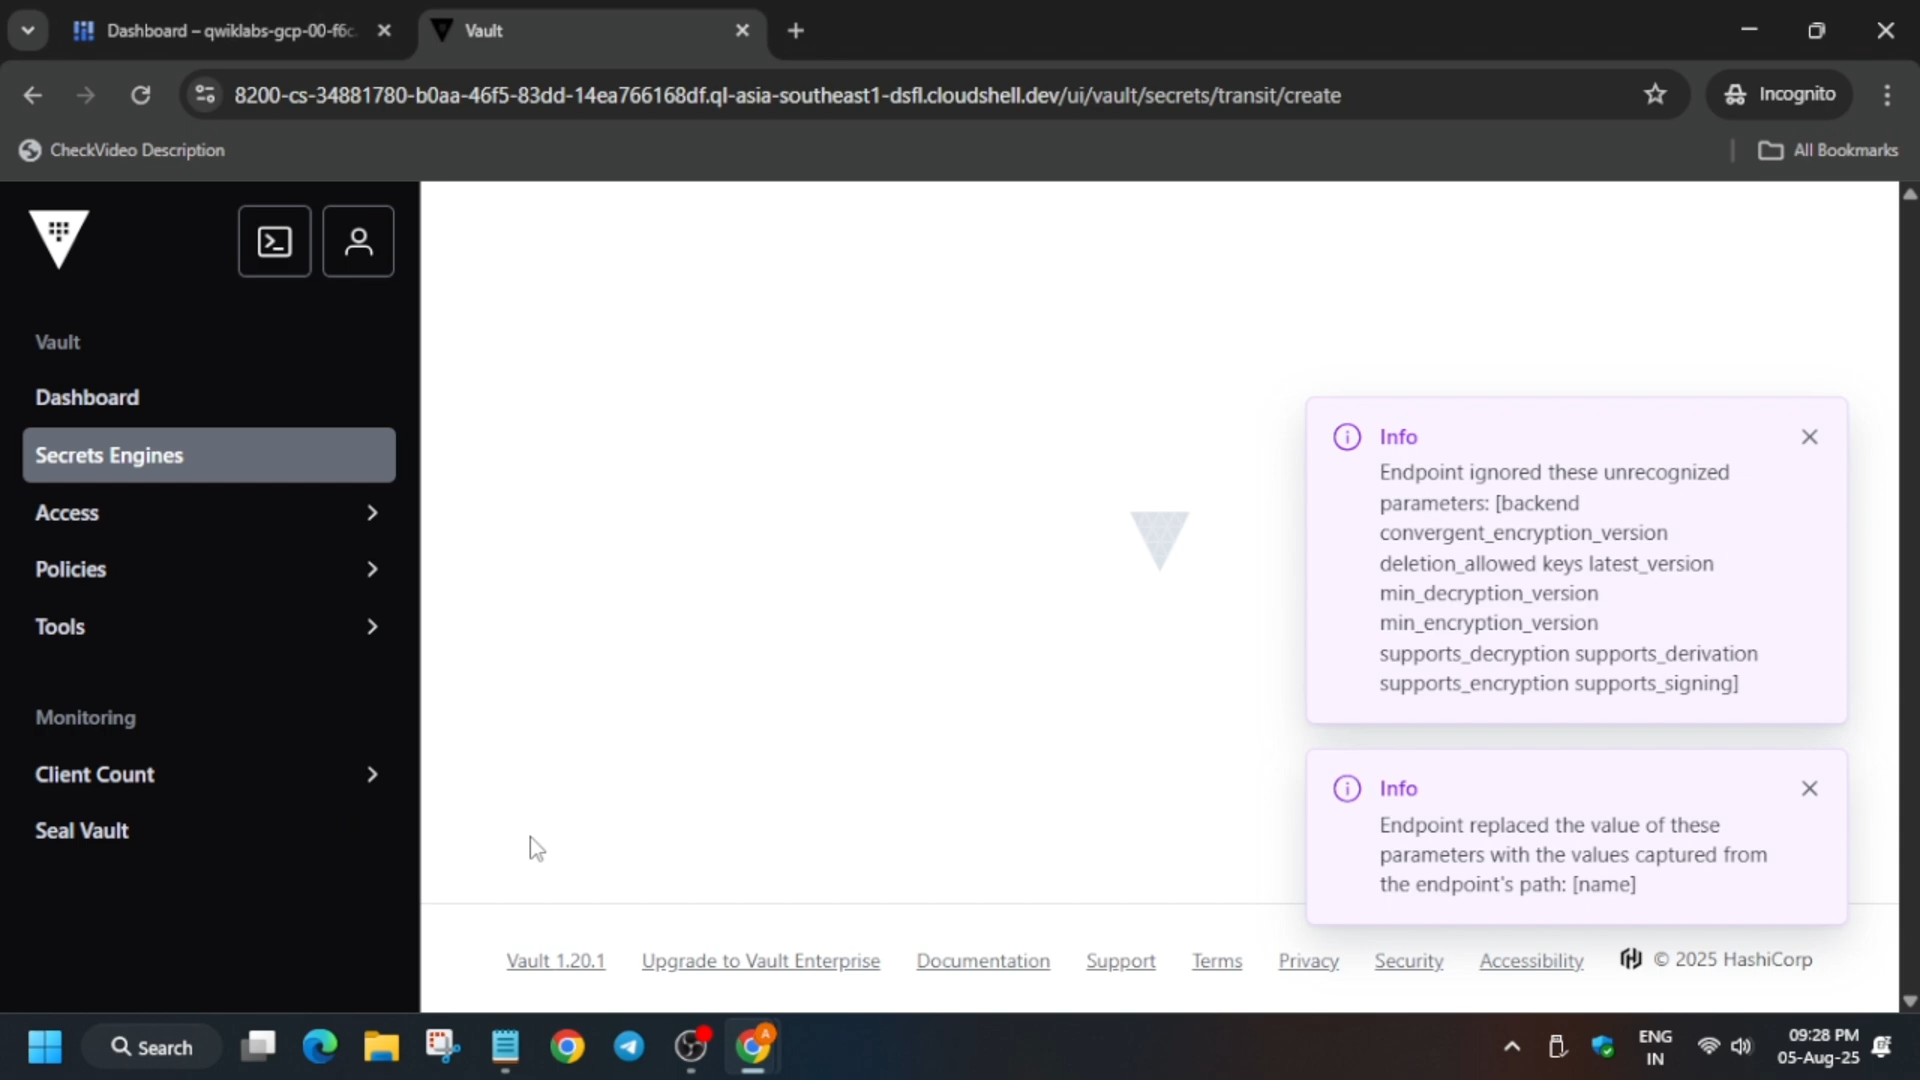 Dashboard – qwiklabs-gcp-00-f6c
Vault
8200-cs-34881780-b0aa-46f5-83dd-14ea766168df.ql-asia-southeast1-dsfl.cloudshell.dev/ui/vault/secrets/transit/create
Incognito
CheckVideo Description
All Bookmarks
Vault
Dashboard
Secrets Engines
Access
Policies
Tools
Monitoring
Client Count
Seal Vault
Info
Endpoint ignored these unrecognized
parameters: [backend
convergent_encryption_version
deletion_allowed keys latest_version
min_decryption_version
min_encryption_version
supports_decryption supports_derivation
supports_encryption supports_signing]
Info
Endpoint replaced the value of these
parameters with the values captured from
the endpoint's path: [name]
Vault 1.20.1 Upgrade to Vault Enterprise Documentation Support Terms Privacy Security Accessibility © 2025 HashiCorp
Search
A
ENG
IN
09:28 PM
05-Aug-25